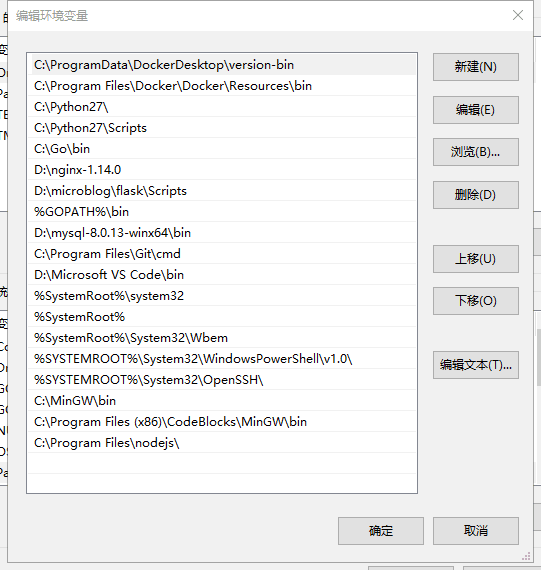 编辑环境变量
C:\ProgramData\DockerDesktop\version-bin
C:\Program Files\Docker\Docker\Resources\bin
C:\Python27\
C:\Python27\Scripts
C:\Go\bin
D:\nginx-1.14.0
D:\microblog\flask\Scripts
%GOPATH%\bin
D:\mysql-8.0.13-winx64\bin
C:\Program Files\Git\cmd
D:\Microsoft VS Code\bin
%SystemRoot%\system32
%SystemRoot%
%SystemRoot%\System32\Wbem
%SYSTEMROOT%\System32\WindowsPowerShell\v1.0\
%SYSTEMROOT%\System32\OpenSSH\
C:\MinGW\bin
C:\Program Files (x86)\CodeBlocks\MinGW\bin
C:\Program Files\nodejs\
新建(N)
编辑(E)
浏览(B)...
删除(D)
上移(U)
下移(O)
编辑文本(T)...
确定
取消